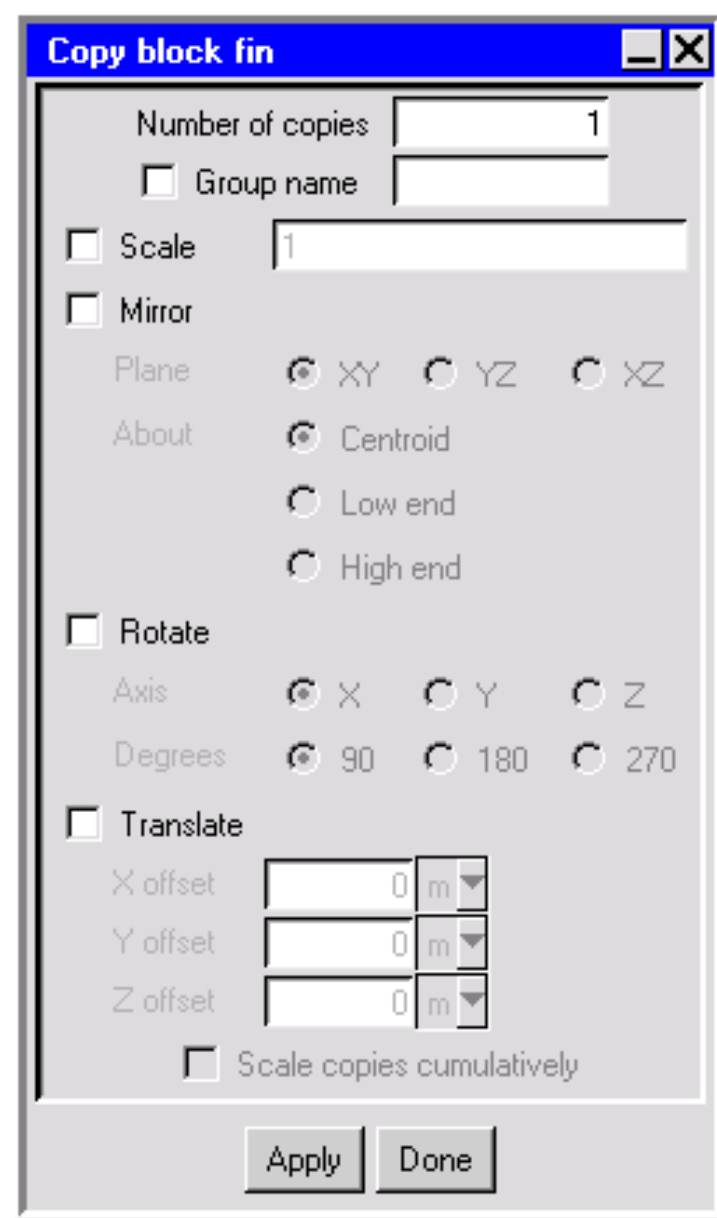 Copy block fin
Number of copies 1
Group name
Scale 1
Mirror
Plane XY YZ XZ
About Centroid
Low end
High end
Rotate
Axis X Y Z
Degrees 90 180 270
Translate
X offset 0 m
Y offset 0 m
Z offset 0 m
Scale copies cumulatively
Apply Done